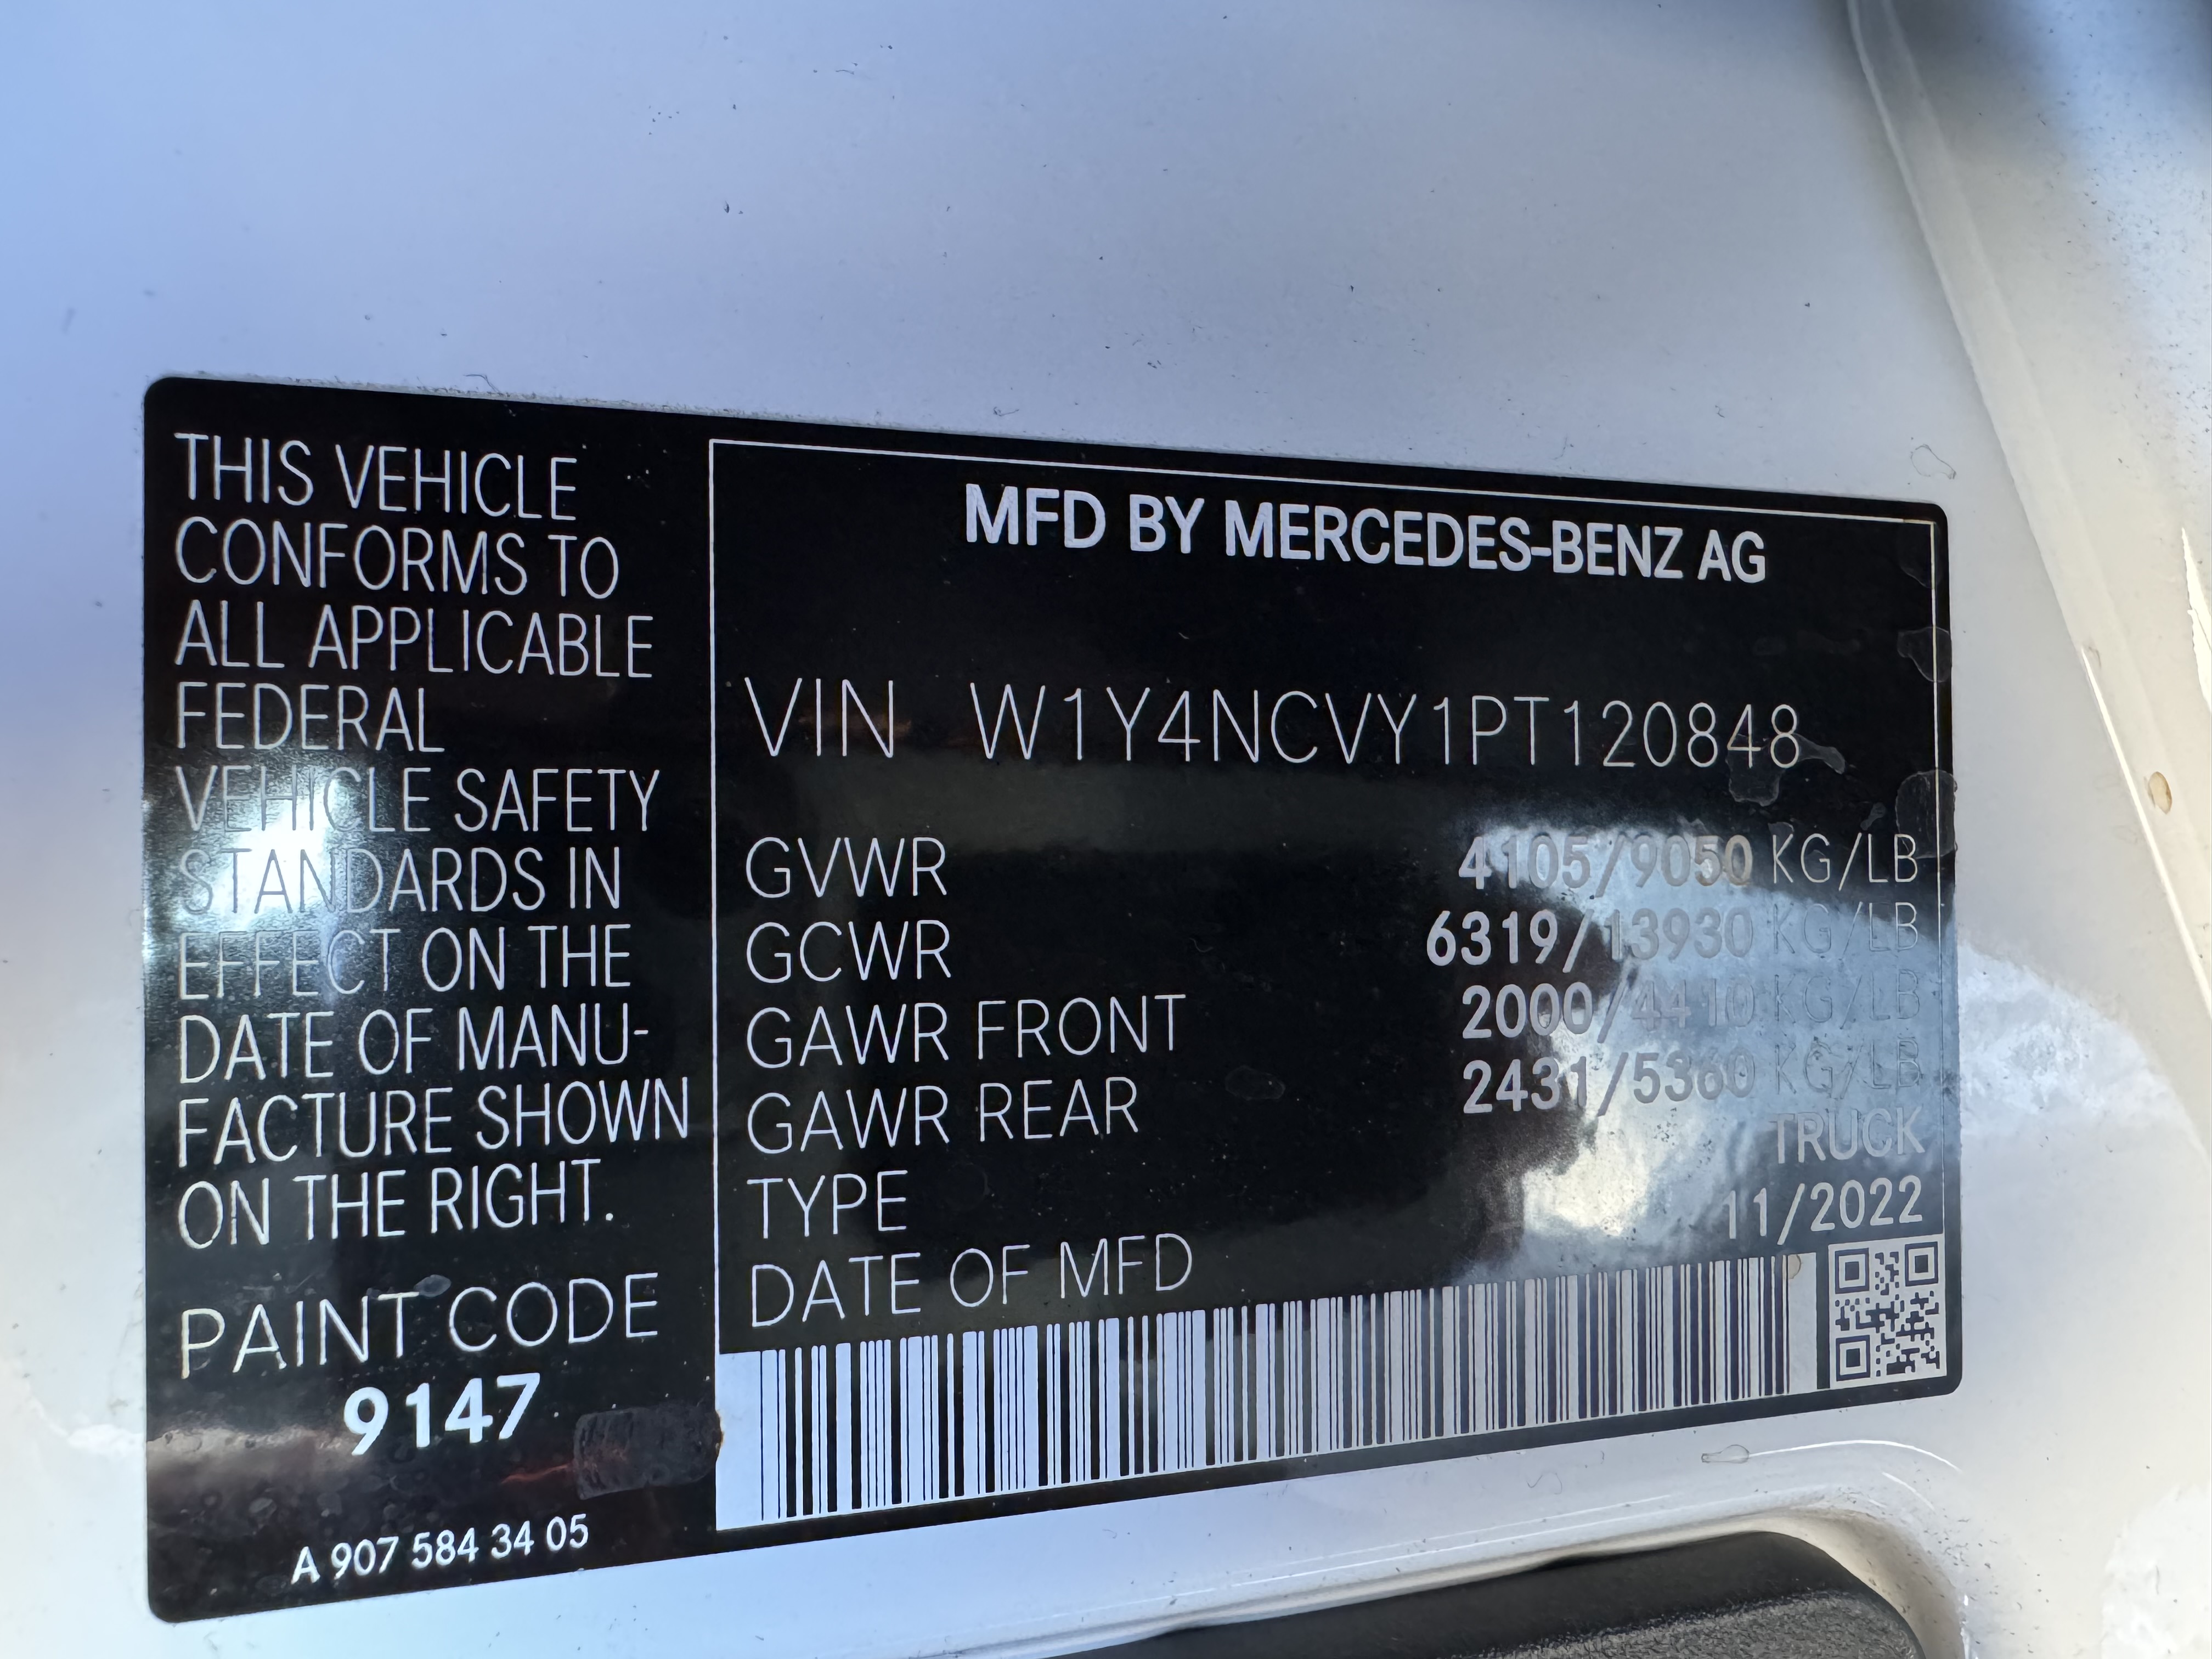 THIS VEHICLE
CONFORMS TO
ALL APPLICABLE
FEDERAL
VEHICLE SAFETY
STANDARDS IN
EFFECT ON THE
DATE OF MANU-
FACTURE SHOWN
ON THE RIGHT.
PAINT CODE
9147
A 907 584 34 05
MFD BY MERCEDES-BENZ AG
VIN W1Y4NCVY1PT120848
GVWR 4105/9050 KG/LB
GCWR 6319/13930 KG/LB
GAWR FRONT 2000/4410 KG/LB
GAWR REAR 2431/5360 KG/LB
TYPE TRUCK
DATE OF MFD 11/2022